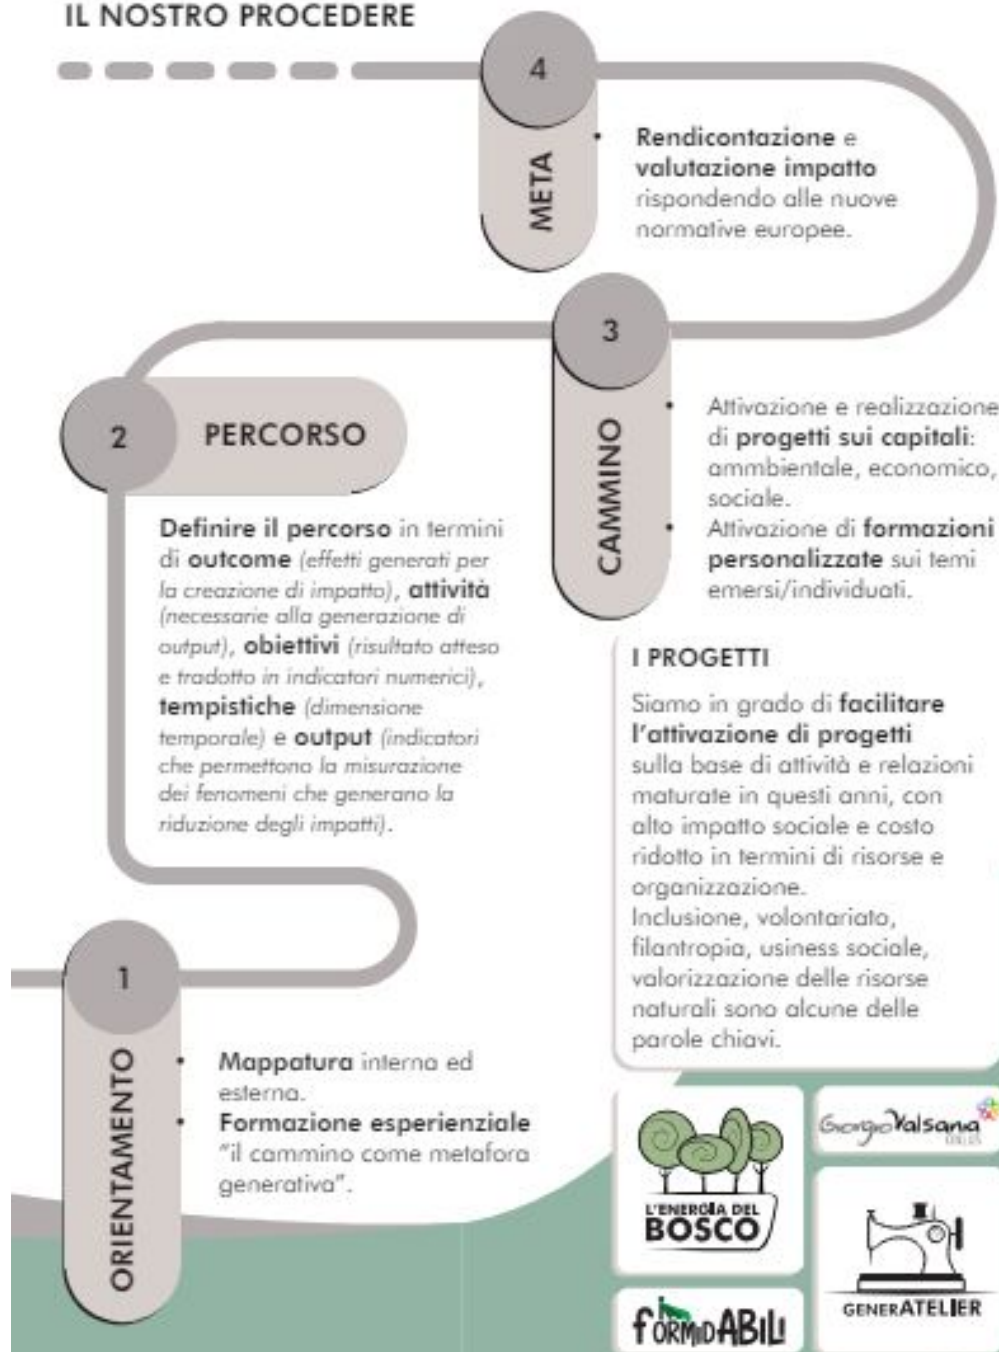 IL NOSTRO PROCEDERE
4
META
• Rendicontazione e
valutazione impatto
rispondendo alle nuove
normative europee.
3
CAMMINO
• Attivazione e realizzazione
di progetti sui capitali:
ammbientale, economico,
sociale.
• Attivazione di formazioni
personalizzate sui temi
emersi/individuati.
2
PERCORSO
Definire il percorso in termini
di outcome (effetti generati per
la creazione di impatto), attività
(necessarie alla generazione di
output), obiettivi (risultato atteso
e tradotto in indicatori numerici),
tempistiche (dimensione
temporale) e output (indicatori
che permettono la misurazione
dei fenomeni che generano la
riduzione degli impatti).
1
ORIENTAMENTO
• Mappatura interna ed
esterna.
• Formazione esperienziale
"il cammino come metafora
generativa".
I PROGETTI
Siamo in grado di facilitare
l'attivazione di progetti
sulla base di attività e relazioni
maturate in questi anni, con
alto impatto sociale e costo
ridotto in termini di risorse e
organizzazione.
Inclusione, volontariato,
filantropia, usiness sociale,
valorizzazione delle risorse
naturali sono alcune delle
parole chiavi.
L'ENERGIA DEL
BOSCO
Giorgio Valsania
ONLUS
GENERATELIER
fORMIDABILI